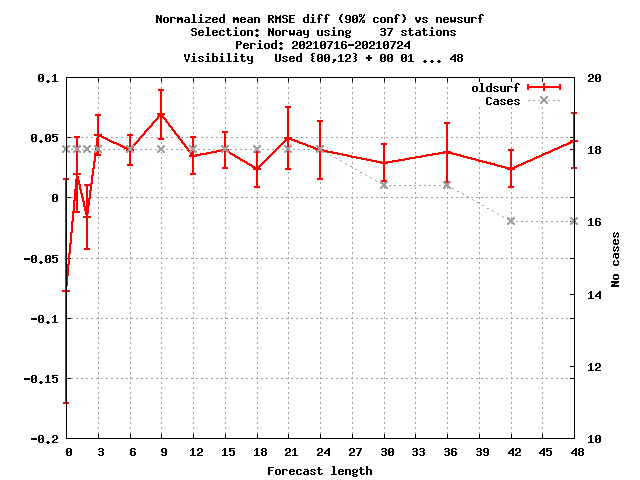 Normalized mean RMSE diff (90% conf) vs newsurf
Selection: Norway using    37 stations
Period: 20210716-20210724
Visibility   Used {00,12} + 00 01 ... 48
oldsurf
Cases
0.1
0.05
0
-0.05
-0.1
-0.15
-0.2
20
18
16
14
12
10
No cases
0 3 6 9 12 15 18 21 24 27 30 33 36 39 42 45 48
Forecast length